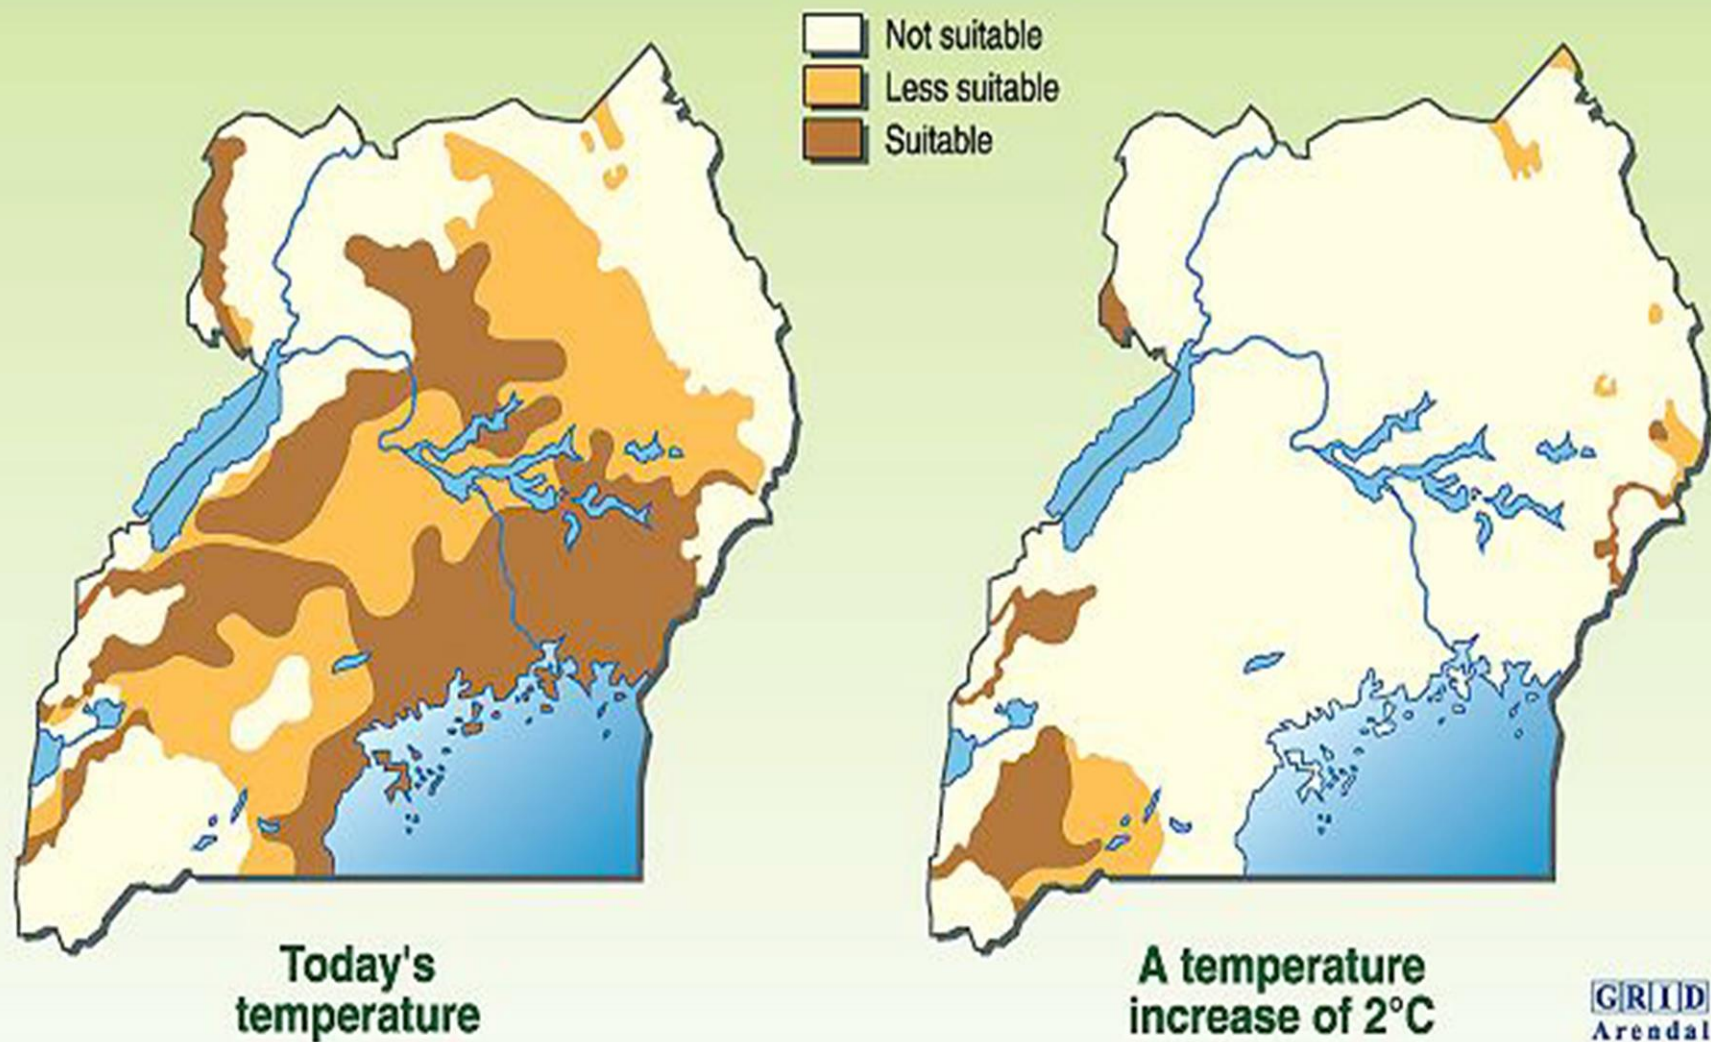 Not suitable
Less suitable
Suitable
Today's
temperature
A temperature
increase of 2°C
GRID
Arendal